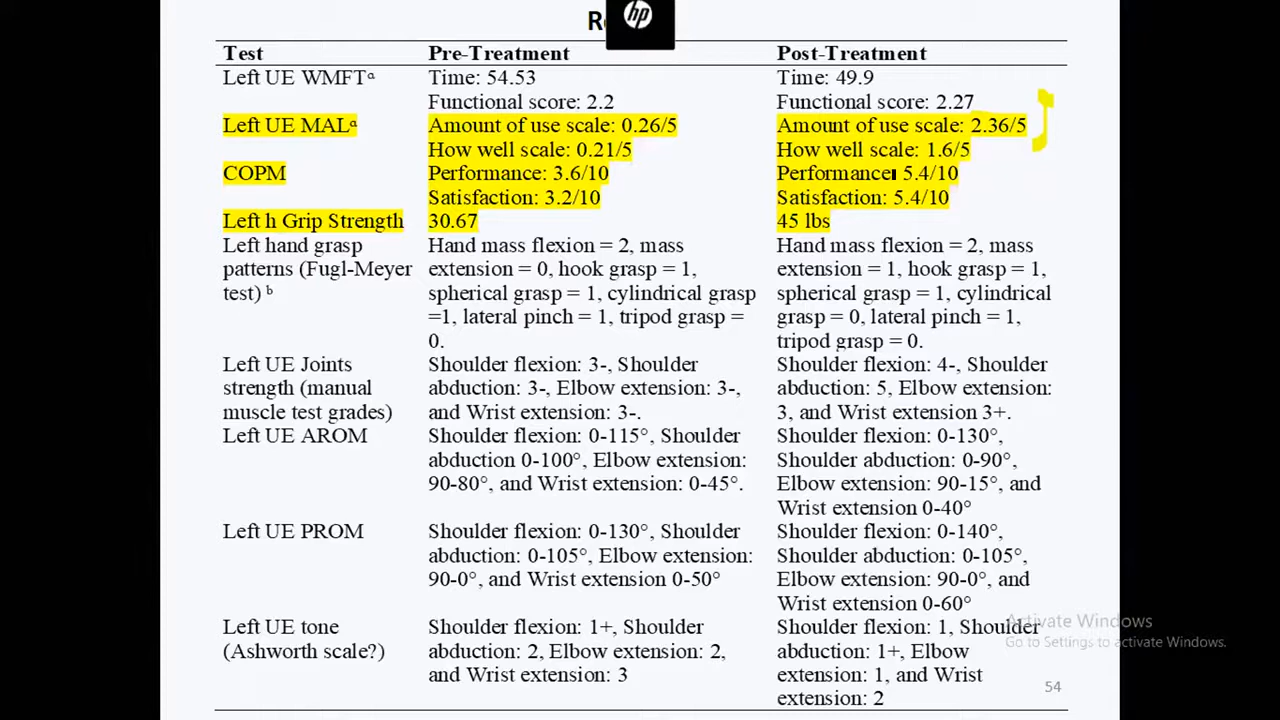 hp
Test Pre-Treatment Post-Treatment
Left UE WMFTᵃ Time: 54.53 Time: 49.9
Functional score: 2.2 Functional score: 2.27
Left UE MALᵃ Amount of use scale: 0.26/5 Amount of use scale: 2.36/5
How well scale: 0.21/5 How well scale: 1.6/5
COPM Performance: 3.6/10 Performance: 5.4/10
Satisfaction: 3.2/10 Satisfaction: 5.4/10
Left h Grip Strength 30.67 45 lbs
Left hand grasp Hand mass flexion = 2, mass Hand mass flexion = 2, mass
patterns (Fugl-Meyer extension = 0, hook grasp = 1, extension = 1, hook grasp = 1,
test) ᵇ spherical grasp = 1, cylindrical grasp spherical grasp = 1, cylindrical
=1, lateral pinch = 1, tripod grasp = grasp = 0, lateral pinch = 1,
0. tripod grasp = 0.
Left UE Joints Shoulder flexion: 3-, Shoulder Shoulder flexion: 4-, Shoulder
strength (manual abduction: 3-, Elbow extension: 3-, abduction: 5, Elbow extension:
muscle test grades) and Wrist extension: 3-. 3, and Wrist extension 3+.
Left UE AROM Shoulder flexion: 0-115°, Shoulder Shoulder flexion: 0-130°,
abduction 0-100°, Elbow extension: Shoulder abduction: 0-90°,
90-80°, and Wrist extension: 0-45°. Elbow extension: 90-15°, and
Wrist extension 0-40°
Left UE PROM Shoulder flexion: 0-130°, Shoulder Shoulder flexion: 0-140°,
abduction: 0-105°, Elbow extension: Shoulder abduction: 0-105°,
90-0°, and Wrist extension 0-50° Elbow extension: 90-0°, and
Wrist extension 0-60°
Left UE tone Shoulder flexion: 1+, Shoulder Shoulder flexion: 1, Shoulder
(Ashworth scale?) abduction: 2, Elbow extension: 2, abduction: 1+, Elbow
and Wrist extension: 3 extension: 1, and Wrist
extension: 2
Activate Windows
Go to Settings to activate Windows.
54